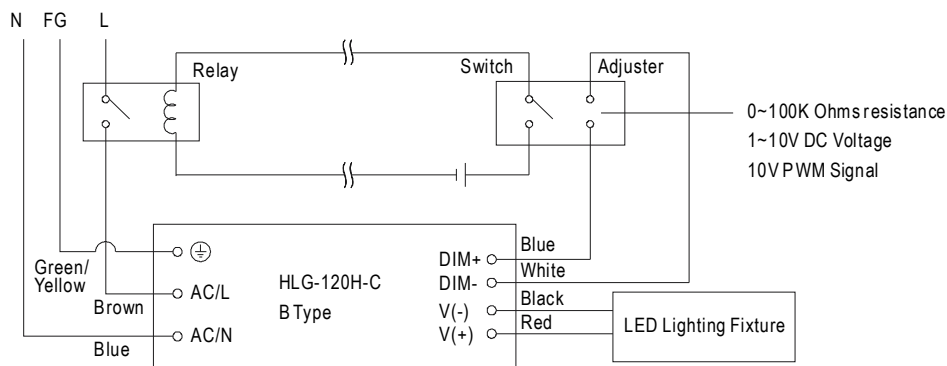 N FG L
Relay
Switch
Adjuster
0~100K Ohms resistance
1~10V DC Voltage
10V PWM Signal
Green/
Yellow
Brown
Blue
AC/L
AC/N
HLG-120H-C
B Type
DIM+
DIM-
V(-)
V(+)
Blue
White
Black
Red
LED Lighting Fixture